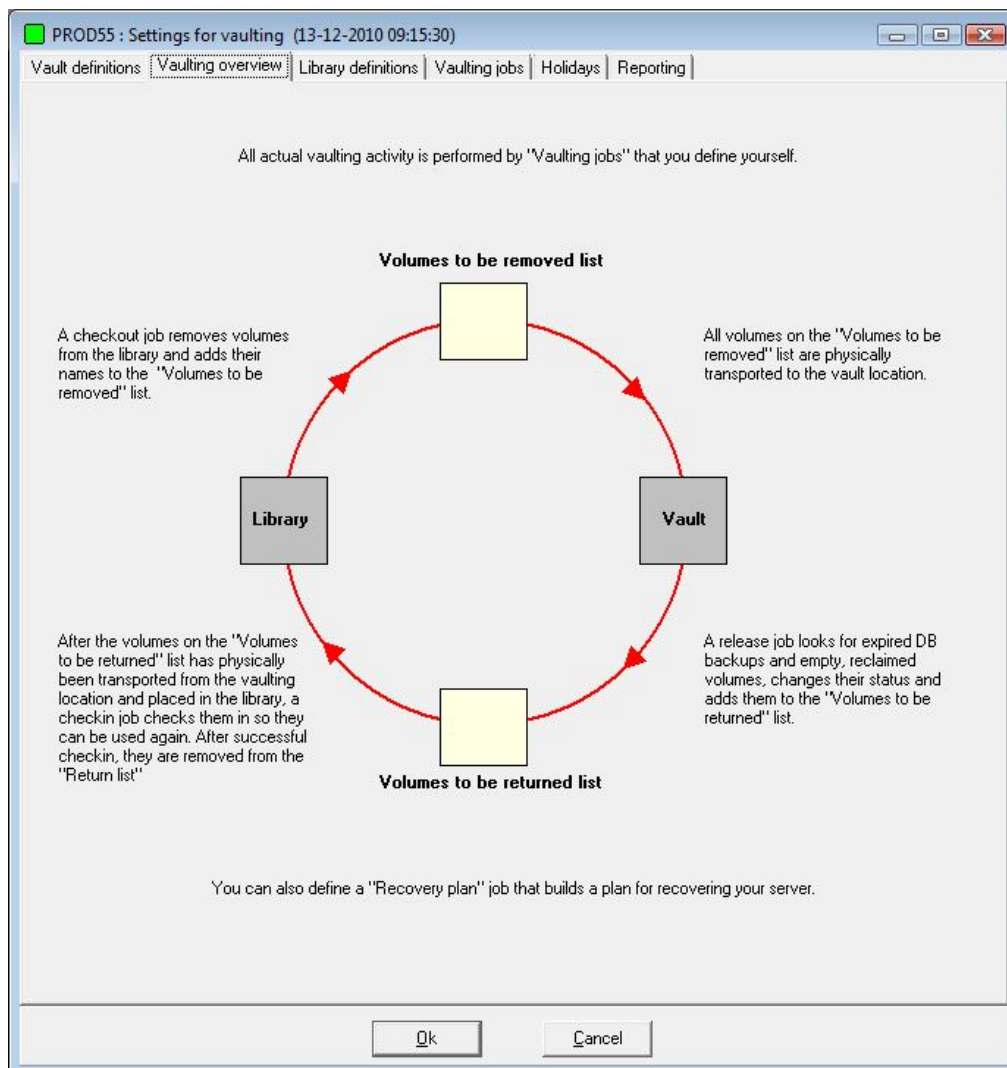 PROD55 : Settings for vaulting (13-12-2010 09:15:30)
Vault definitions Vaulting overview Library definitions Vaulting jobs Holidays Reporting
All actual vaulting activity is performed by "Vaulting jobs" that you define yourself.
Volumes to be removed list
A checkout job removes volumes
from the library and adds their
names to the "Volumes to be
removed" list.
All volumes on the "Volumes to be
removed" list are physically
transported to the vault location.
Library
Vault
After the volumes on the "Volumes
to be returned" list has physically
been transported from the vaulting
location and placed in the library, a
checkin job checks them in so they
can be used again. After successful
checkin, they are removed from the
"Return list"
A release job looks for expired DB
backups and empty, reclaimed
volumes, changes their status and
adds them to the "Volumes to be
returned" list.
Volumes to be returned list
You can also define a "Recovery plan" job that builds a plan for recovering your server.
Ok Cancel